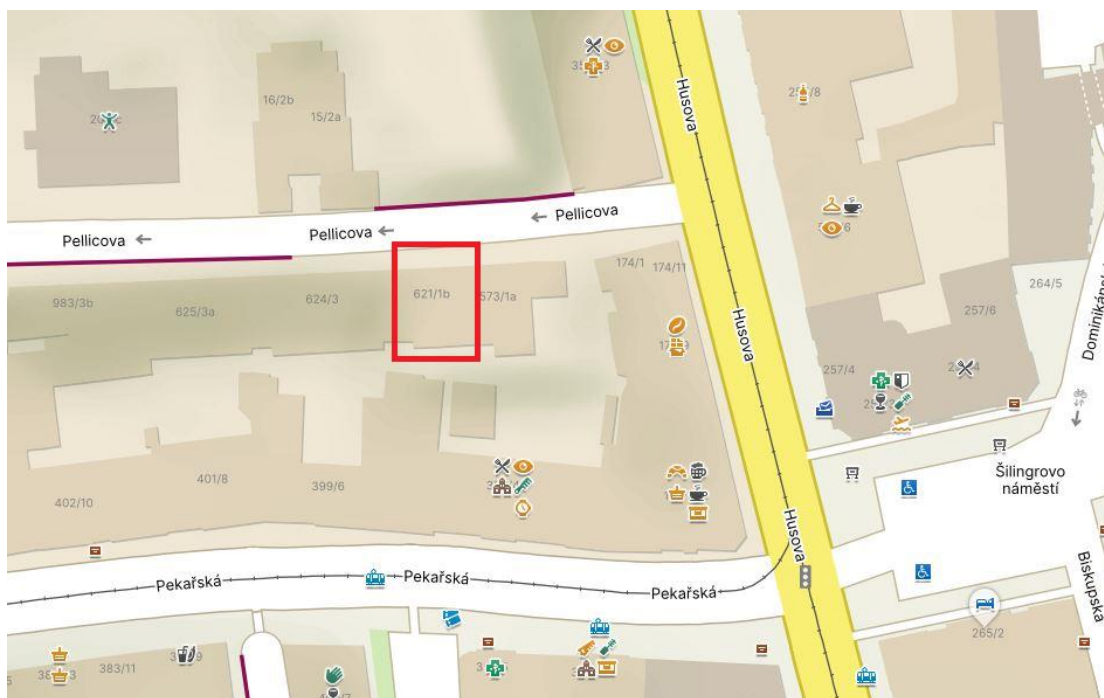 16/2b
15/2a
Husova
Pellicova
Pellicova
Pellicova
174/1
174/11
264/5
Dominikánsk
983/3b
625/3a
624/3
621/1b
573/1a
257/6
Husova
257/4
401/8
399/6
402/10
Šilingrovo
náměstí
Husova
Pekařská
Pekařská
Pekařská
Biskupska
265/2
383/11